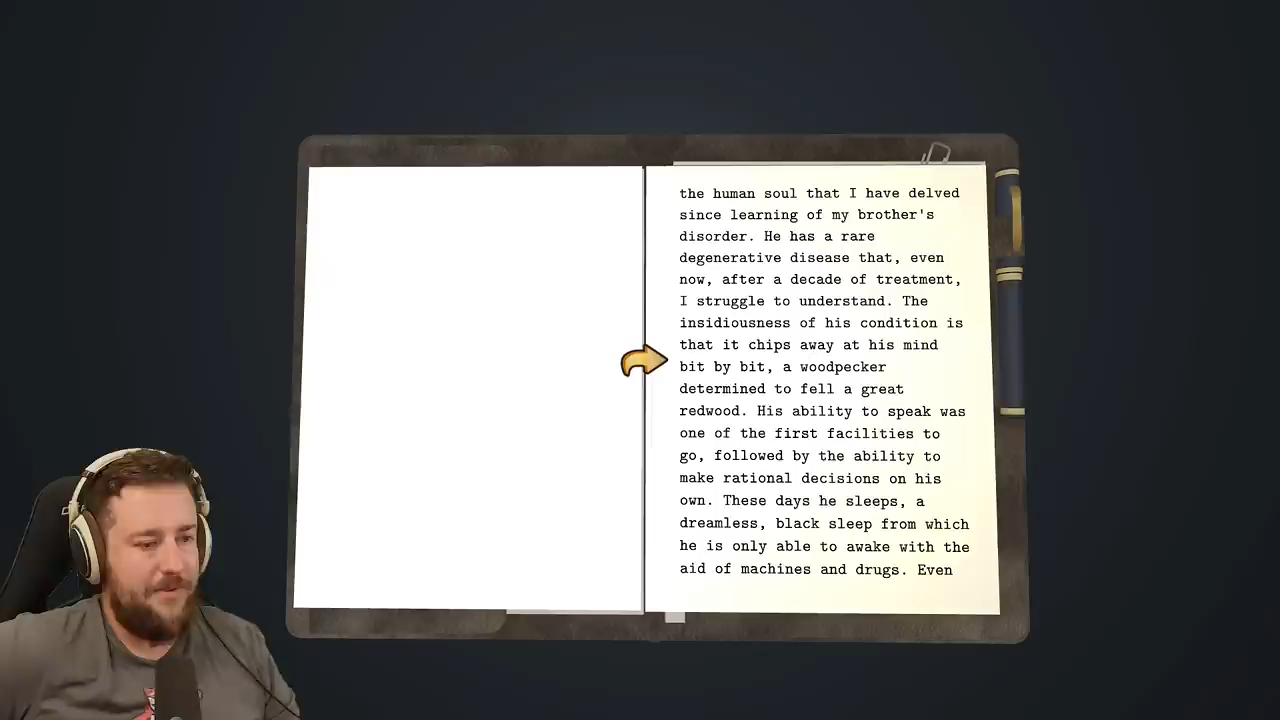 the human soul that I have delved
since learning of my brother's
disorder. He has a rare
degenerative disease that, even
now, after a decade of treatment,
I struggle to understand. The
insidiousness of his condition is
that it chips away at his mind
bit by bit, a woodpecker
determined to fell a great
redwood. His ability to speak was
one of the first facilities to
go, followed by the ability to
make rational decisions on his
own. These days he sleeps, a
dreamless, black sleep from which
he is only able to awake with the
aid of machines and drugs. Even